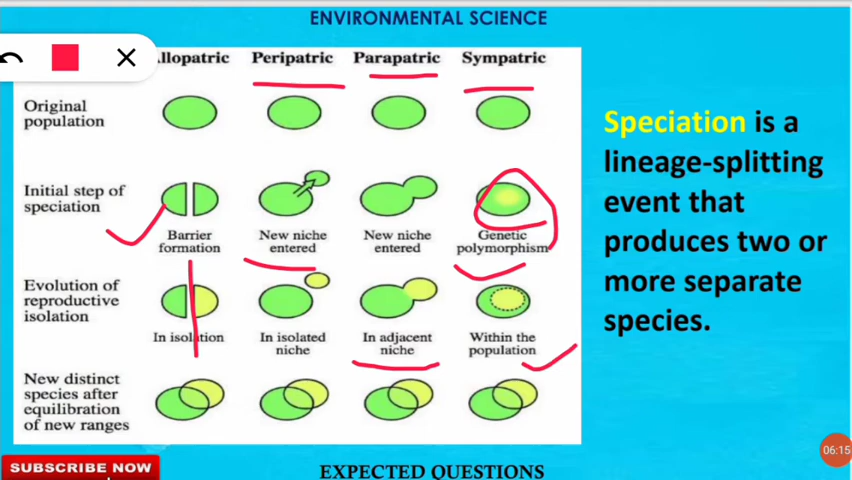 ENVIRONMENTAL SCIENCE
llopatric Peripatric Parapatric Sympatric
Original
population
Initial step of
speciation
Barrier
formation
New niche
entered
New niche
entered
Genetic
polymorphism
Evolution of
reproductive
isolation
In isolation
In isolated
niche
In adjacent
niche
Within the
population
New distinct
species after
equilibration
of new ranges
Speciation is a
lineage-splitting
event that
produces two or
more separate
species.
06:15
SUBSCRIBE NOW
EXPECTED QUESTIONS